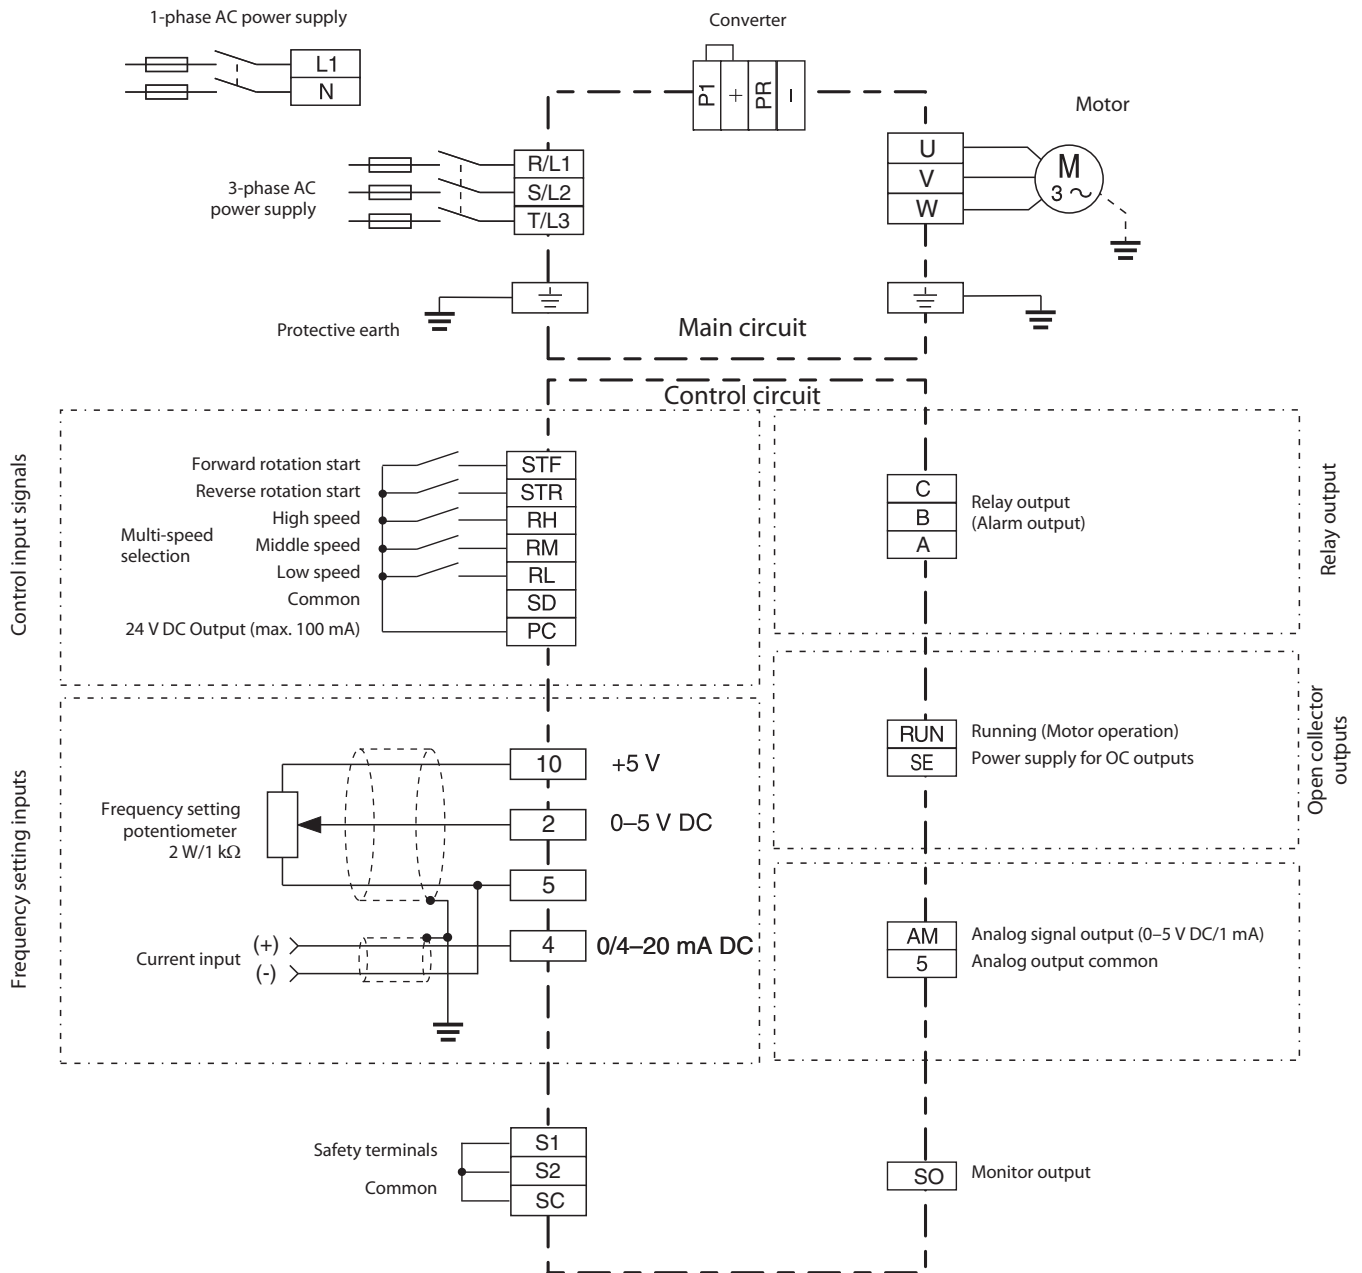 1-phase AC power supply
L1
N
Converter
P1
+
PR
–
Motor
R/L1
S/L2
T/L3
3-phase AC
power supply
U
V
W
M
3 ~
Protective earth
Main circuit
Control circuit
Control input signals
Forward rotation start
STF
Reverse rotation start
STR
High speed
RH
Multi-speed
selection
Middle speed
RM
Low speed
RL
Common
SD
24 V DC Output (max. 100 mA)
PC
C
B
A
Relay output
(Alarm output)
Relay output
RUN
Running (Motor operation)
SE
Power supply for OC outputs
Open collector
outputs
Frequency setting inputs
10
+5 V
Frequency setting
potentiometer
2 W/1 kΩ
2
0–5 V DC
5
Current input
(+)
(-)
4
0/4–20 mA DC
AM
Analog signal output (0–5 V DC/1 mA)
5
Analog output common
Safety terminals
Common
S1
S2
SC
SO
Monitor output